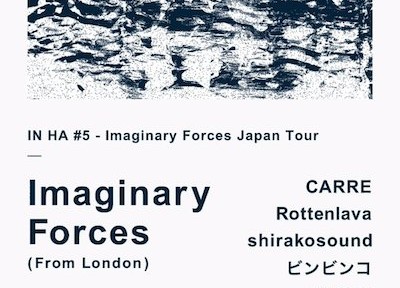 IN HA #5 - Imaginary Forces Japan Tour
Imaginary
Forces
(From London)
CARRE
Rottenlava
shirakosound
ビンビンコ